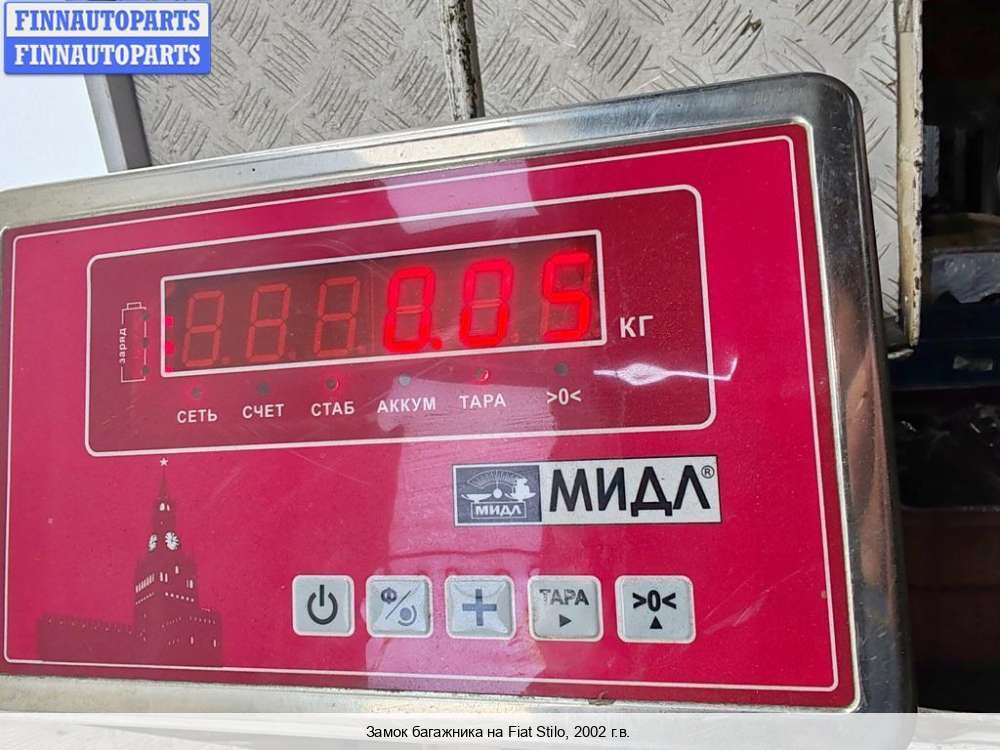 FINNAUTOPARTS
FINNAUTOPARTS
0.05
КГ
заряд
СЕТЬ СЧЕТ СТАБ АККУМ ТАРА >0<
МИДЛ МИДЛ®
Ф ТАРА >0<
Замок багажника на Fiat Stilo, 2002 г.в.